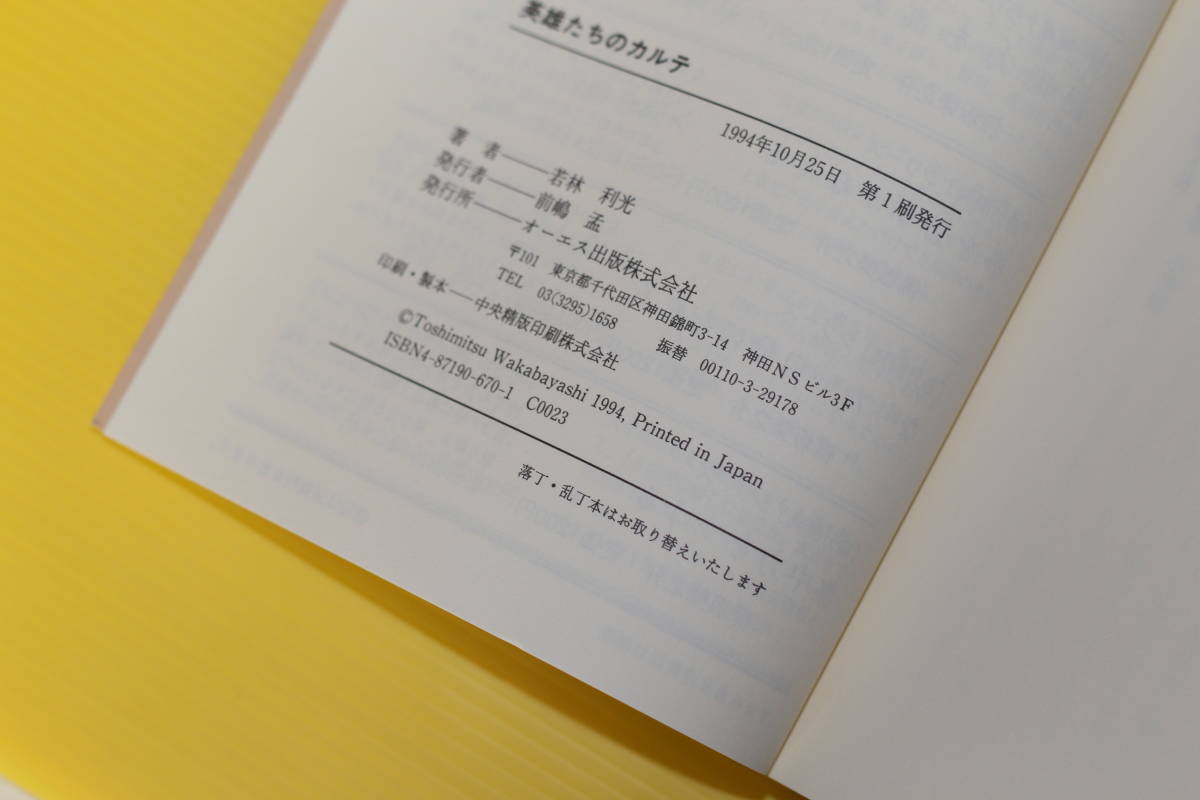 英雄たちのカルテ
1994年10月25日 第1刷発行
著 者――若林 利光
発行者――前嶋 孟
発行所――オーエス出版株式会社
〒101 東京都千代田区神田錦町3-14 神田NSビル3F
TEL 03(3295)1658 振替 00110-3-29178
印刷・製本―中央精版印刷株式会社
©Toshimitsu Wakabayashi 1994, Printed in Japan
ISBN4-87190-670-1 C0023
落丁・乱丁本はお取り替えいたします